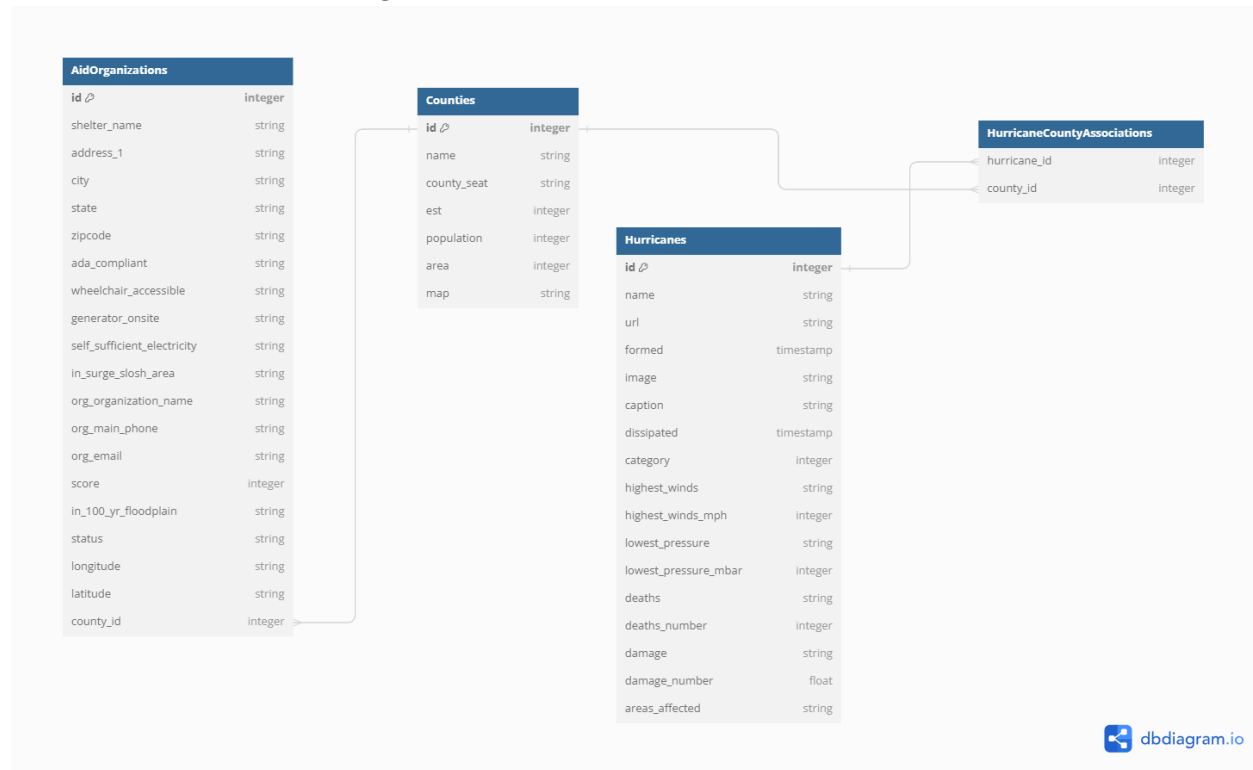 AidOrganizations
id integer
shelter_name string
address_1 string
city string
state string
zipcode string
ada_compliant string
wheelchair_accessible string
generator_onsite string
self_sufficient_electricity string
in_surge_slosh_area string
org_organization_name string
org_main_phone string
org_email string
score integer
in_100_yr_floodplain string
status string
longitude string
latitude string
county_id integer
Counties
id integer
name string
county_seat string
est integer
population integer
area integer
map string
Hurricanes
id integer
name string
url string
formed timestamp
image string
caption string
dissipated timestamp
category integer
highest_winds string
highest_winds_mph integer
lowest_pressure string
lowest_pressure_mbar integer
deaths string
deaths_number integer
damage string
damage_number float
areas_affected string
HurricaneCountyAssociations
hurricane_id integer
county_id integer
dbdiagram.io